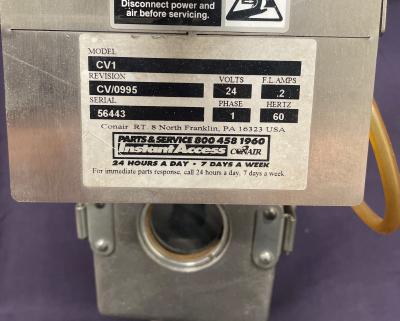 Disconnect power and
air before servicing.
MODEL
CV1
REVISION VOLTS F.L. AMPS
CV/0995 24 .2
SERIAL PHASE HERTZ
56443 1 60
Conair RT. 8 North Franklin, PA 16323 USA
PARTS & SERVICE 800 458 1960
Instant Access CONAIR
24 HOURS A DAY • 7 DAYS A WEEK
For immediate parts response, call 24 hours a day, 7 days a week.